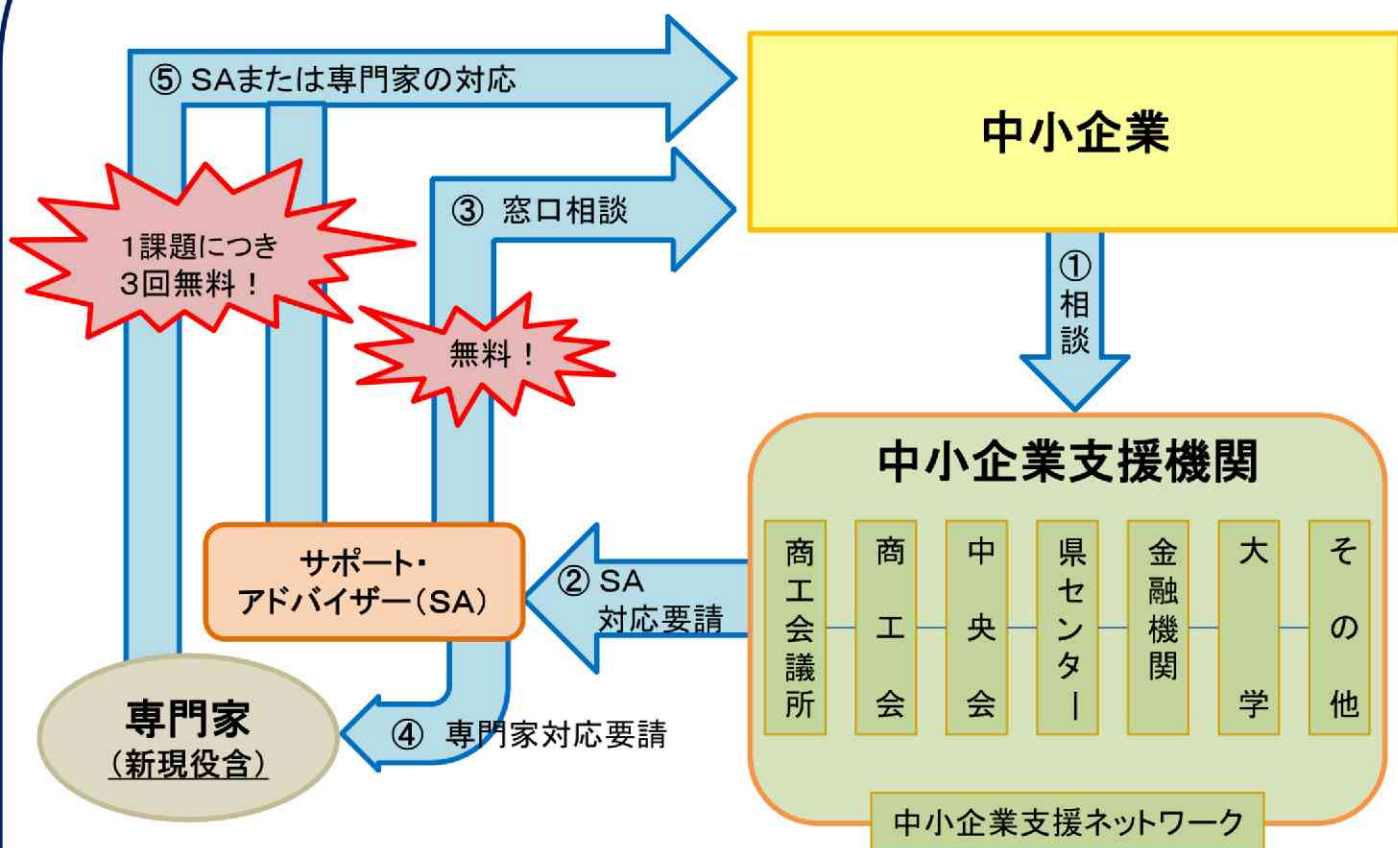 ⑤ SAまたは専門家の対応
中小企業
③ 窓口相談
1課題につき
3回無料！
①相談
無料！
中小企業支援機関
商工会議所
商工会
中央会
県センター
金融機関
大学
その他
サポート・
アドバイザー(SA)
② SA
対応要請
専門家
(新現役含)
④ 専門家対応要請
中小企業支援ネットワーク